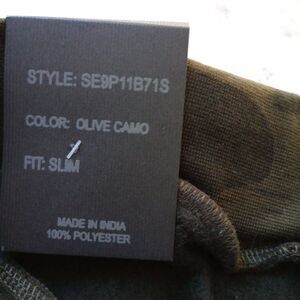 STYLE: SE9P11B71S
COLOR: OLIVE CAMO
FIT: SLIM
MADE IN INDIA
100% POLYESTER